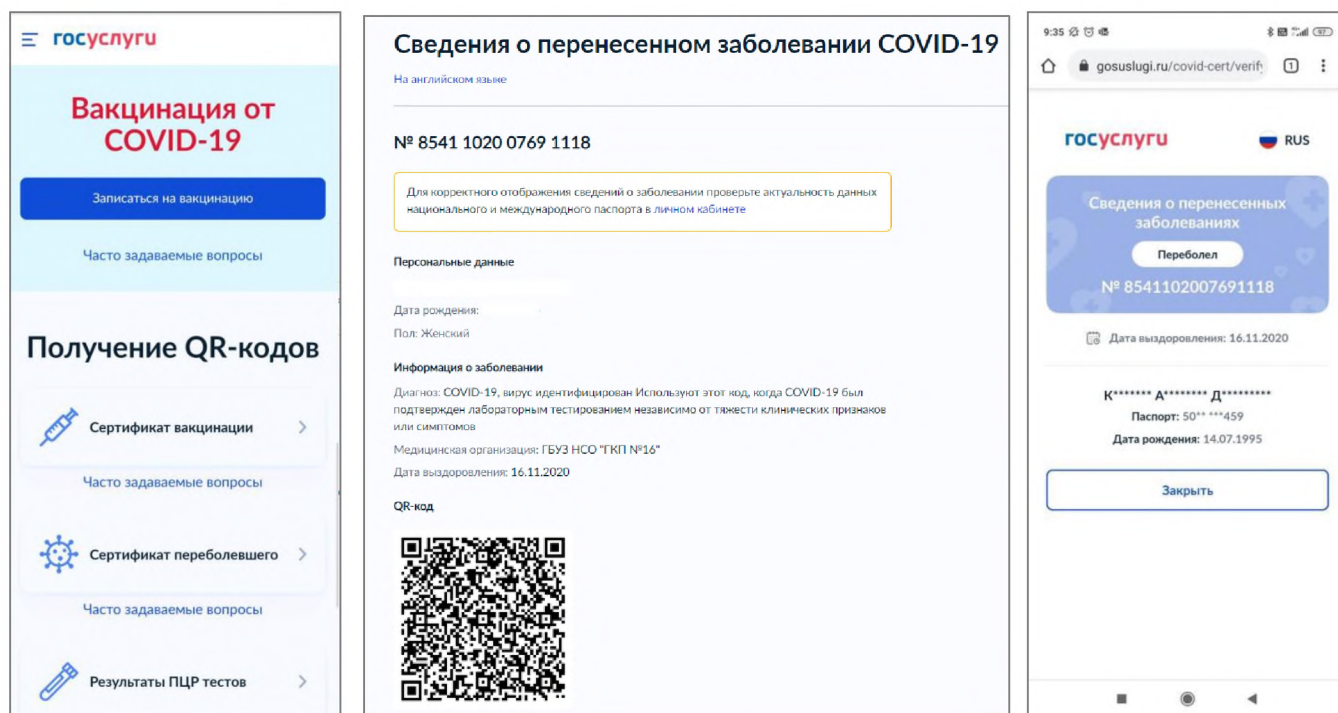 госуслуги
Вакцинация от
COVID-19
Записаться на вакцинацию
Часто задаваемые вопросы
Получение QR-кодов
Сертификат вакцинации
Часто задаваемые вопросы
Сертификат переболевшего
Часто задаваемые вопросы
Результаты ПЦР тестов
Сведения о перенесенном заболевании COVID-19
На английском языке
№ 8541 1020 0769 1118
Для корректного отображения сведений о заболевании проверьте актуальность данных
национального и международного паспорта в личном кабинете
Персональные данные
Дата рождения:
Пол: Женский
Информация о заболевании
Диагноз: COVID-19, вирус идентифицирован Используют этот код, когда COVID-19 был
подтвержден лабораторным тестированием независимо от тяжести клинических признаков
или симптомов
Медицинская организация: ГБУЗ НСО "ГКП №16"
Дата выздоровления: 16.11.2020
QR-код
9:35
97
gosuslugi.ru/covid-cert/verify
1
госуслуги
RUS
Сведения о перенесенных
заболеваниях
Переболел
№ 8541102007691118
Дата выздоровления: 16.11.2020
К******* А******** Д*********
Паспорт: 50** ***459
Дата рождения: 14.07.1995
Закрыть